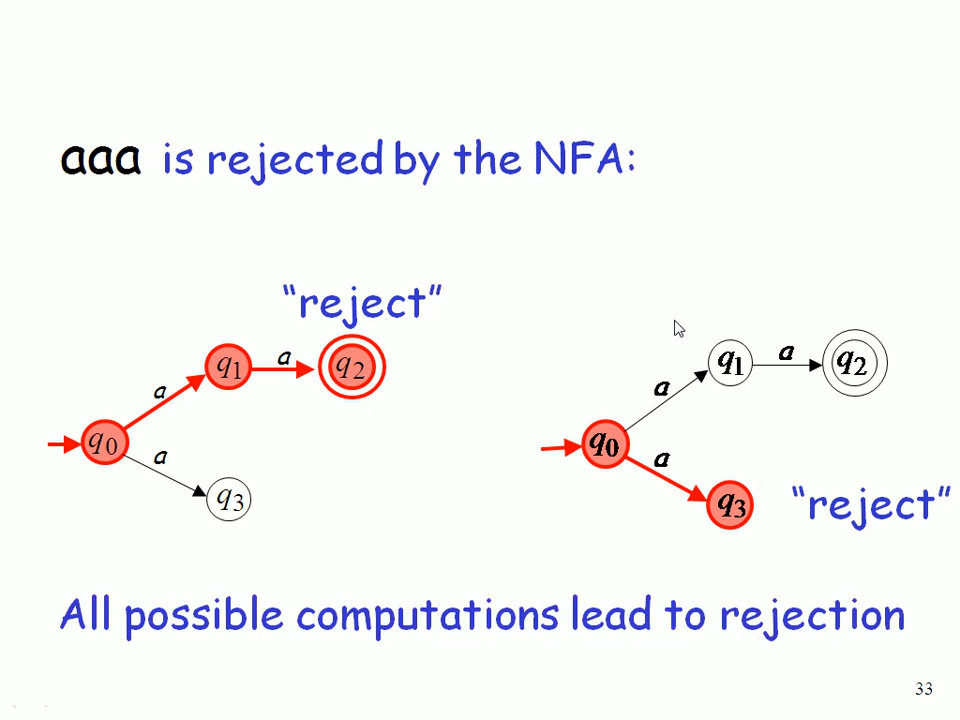 aaa is rejected by the NFA:
"reject"
q1 a q2
a
q0
a
q3
q1 a q2
a
q0
a
q3 "reject"
All possible computations lead to rejection
33